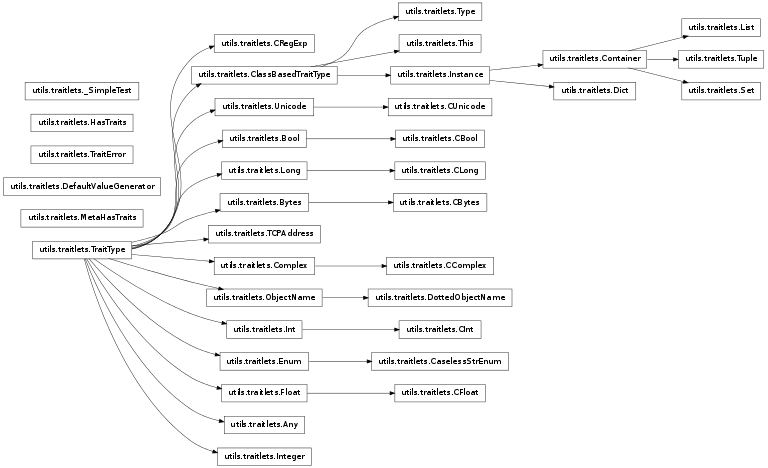 utils.traitlets.Type
utils.traitlets.List
utils.traitlets.CRegExp
utils.traitlets.This
utils.traitlets.Container
utils.traitlets.Tuple
utils.traitlets.ClassBasedTraitType
utils.traitlets.Instance
utils.traitlets._SimpleTest
utils.traitlets.Dict
utils.traitlets.Set
utils.traitlets.Unicode
utils.traitlets.CUnicode
utils.traitlets.HasTraits
utils.traitlets.Bool
utils.traitlets.CBool
utils.traitlets.TraitError
utils.traitlets.Long
utils.traitlets.CLong
utils.traitlets.DefaultValueGenerator
utils.traitlets.Bytes
utils.traitlets.CBytes
utils.traitlets.MetaHasTraits
utils.traitlets.TCPAddress
utils.traitlets.TraitType
utils.traitlets.Complex
utils.traitlets.CComplex
utils.traitlets.ObjectName
utils.traitlets.DottedObjectName
utils.traitlets.Int
utils.traitlets.CInt
utils.traitlets.Enum
utils.traitlets.CaselessStrEnum
utils.traitlets.Float
utils.traitlets.CFloat
utils.traitlets.Any
utils.traitlets.Integer